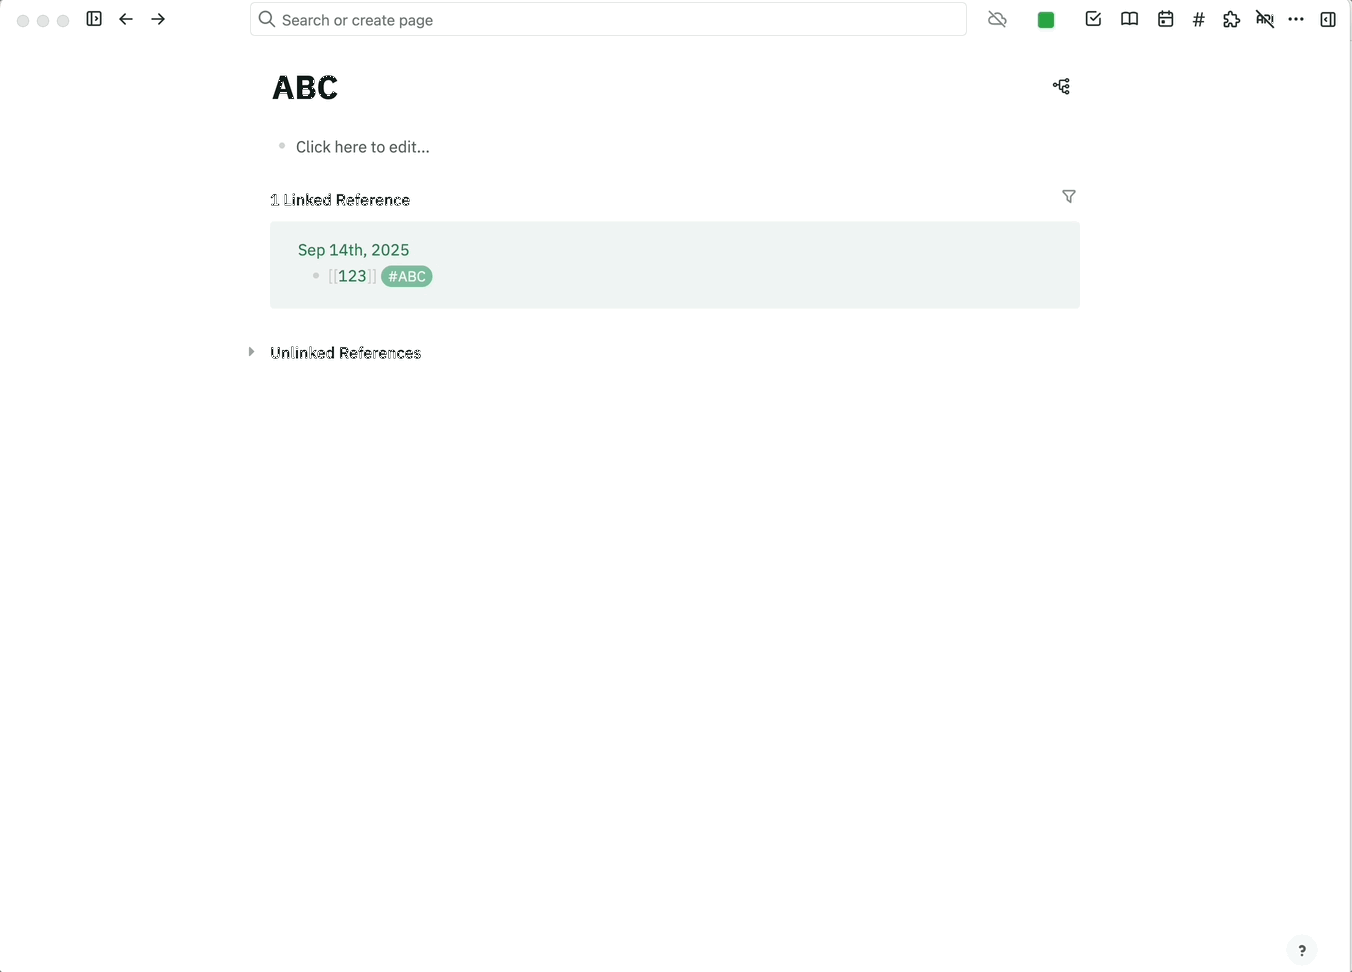 Search or create page
#
API
ABC
Click here to edit...
1 Linked Reference
Sep 14th, 2025
[[123]] #ABC
Unlinked References
?